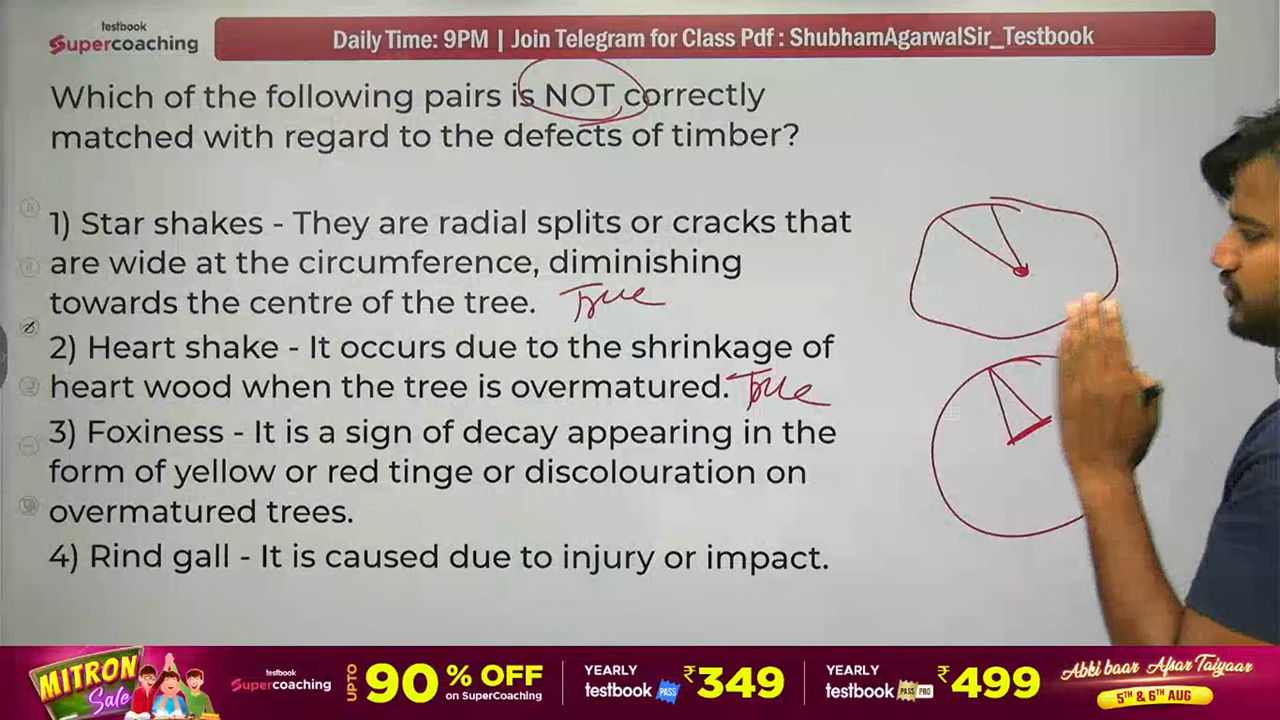 testbook
Supercoaching
Daily Time: 9PM | Join Telegram for Class Pdf : ShubhamAgarwalSir_Testbook
Which of the following pairs is NOT correctly
matched with regard to the defects of timber?
1) Star shakes - They are radial splits or cracks that
are wide at the circumference, diminishing
towards the centre of the tree. True
2) Heart shake - It occurs due to the shrinkage of
heart wood when the tree is overmatured. True
3) Foxiness - It is a sign of decay appearing in the
form of yellow or red tinge or discolouration on
overmatured trees.
4) Rind gall - It is caused due to injury or impact.
MITRON
Sale
testbook
Supercoaching
UPTO 90 % OFF
on SuperCoaching
YEARLY
testbook PASS ₹349
YEARLY
testbook PASS PRO ₹499
Abki baar Afsar Taiyaar
5TH & 6TH AUG